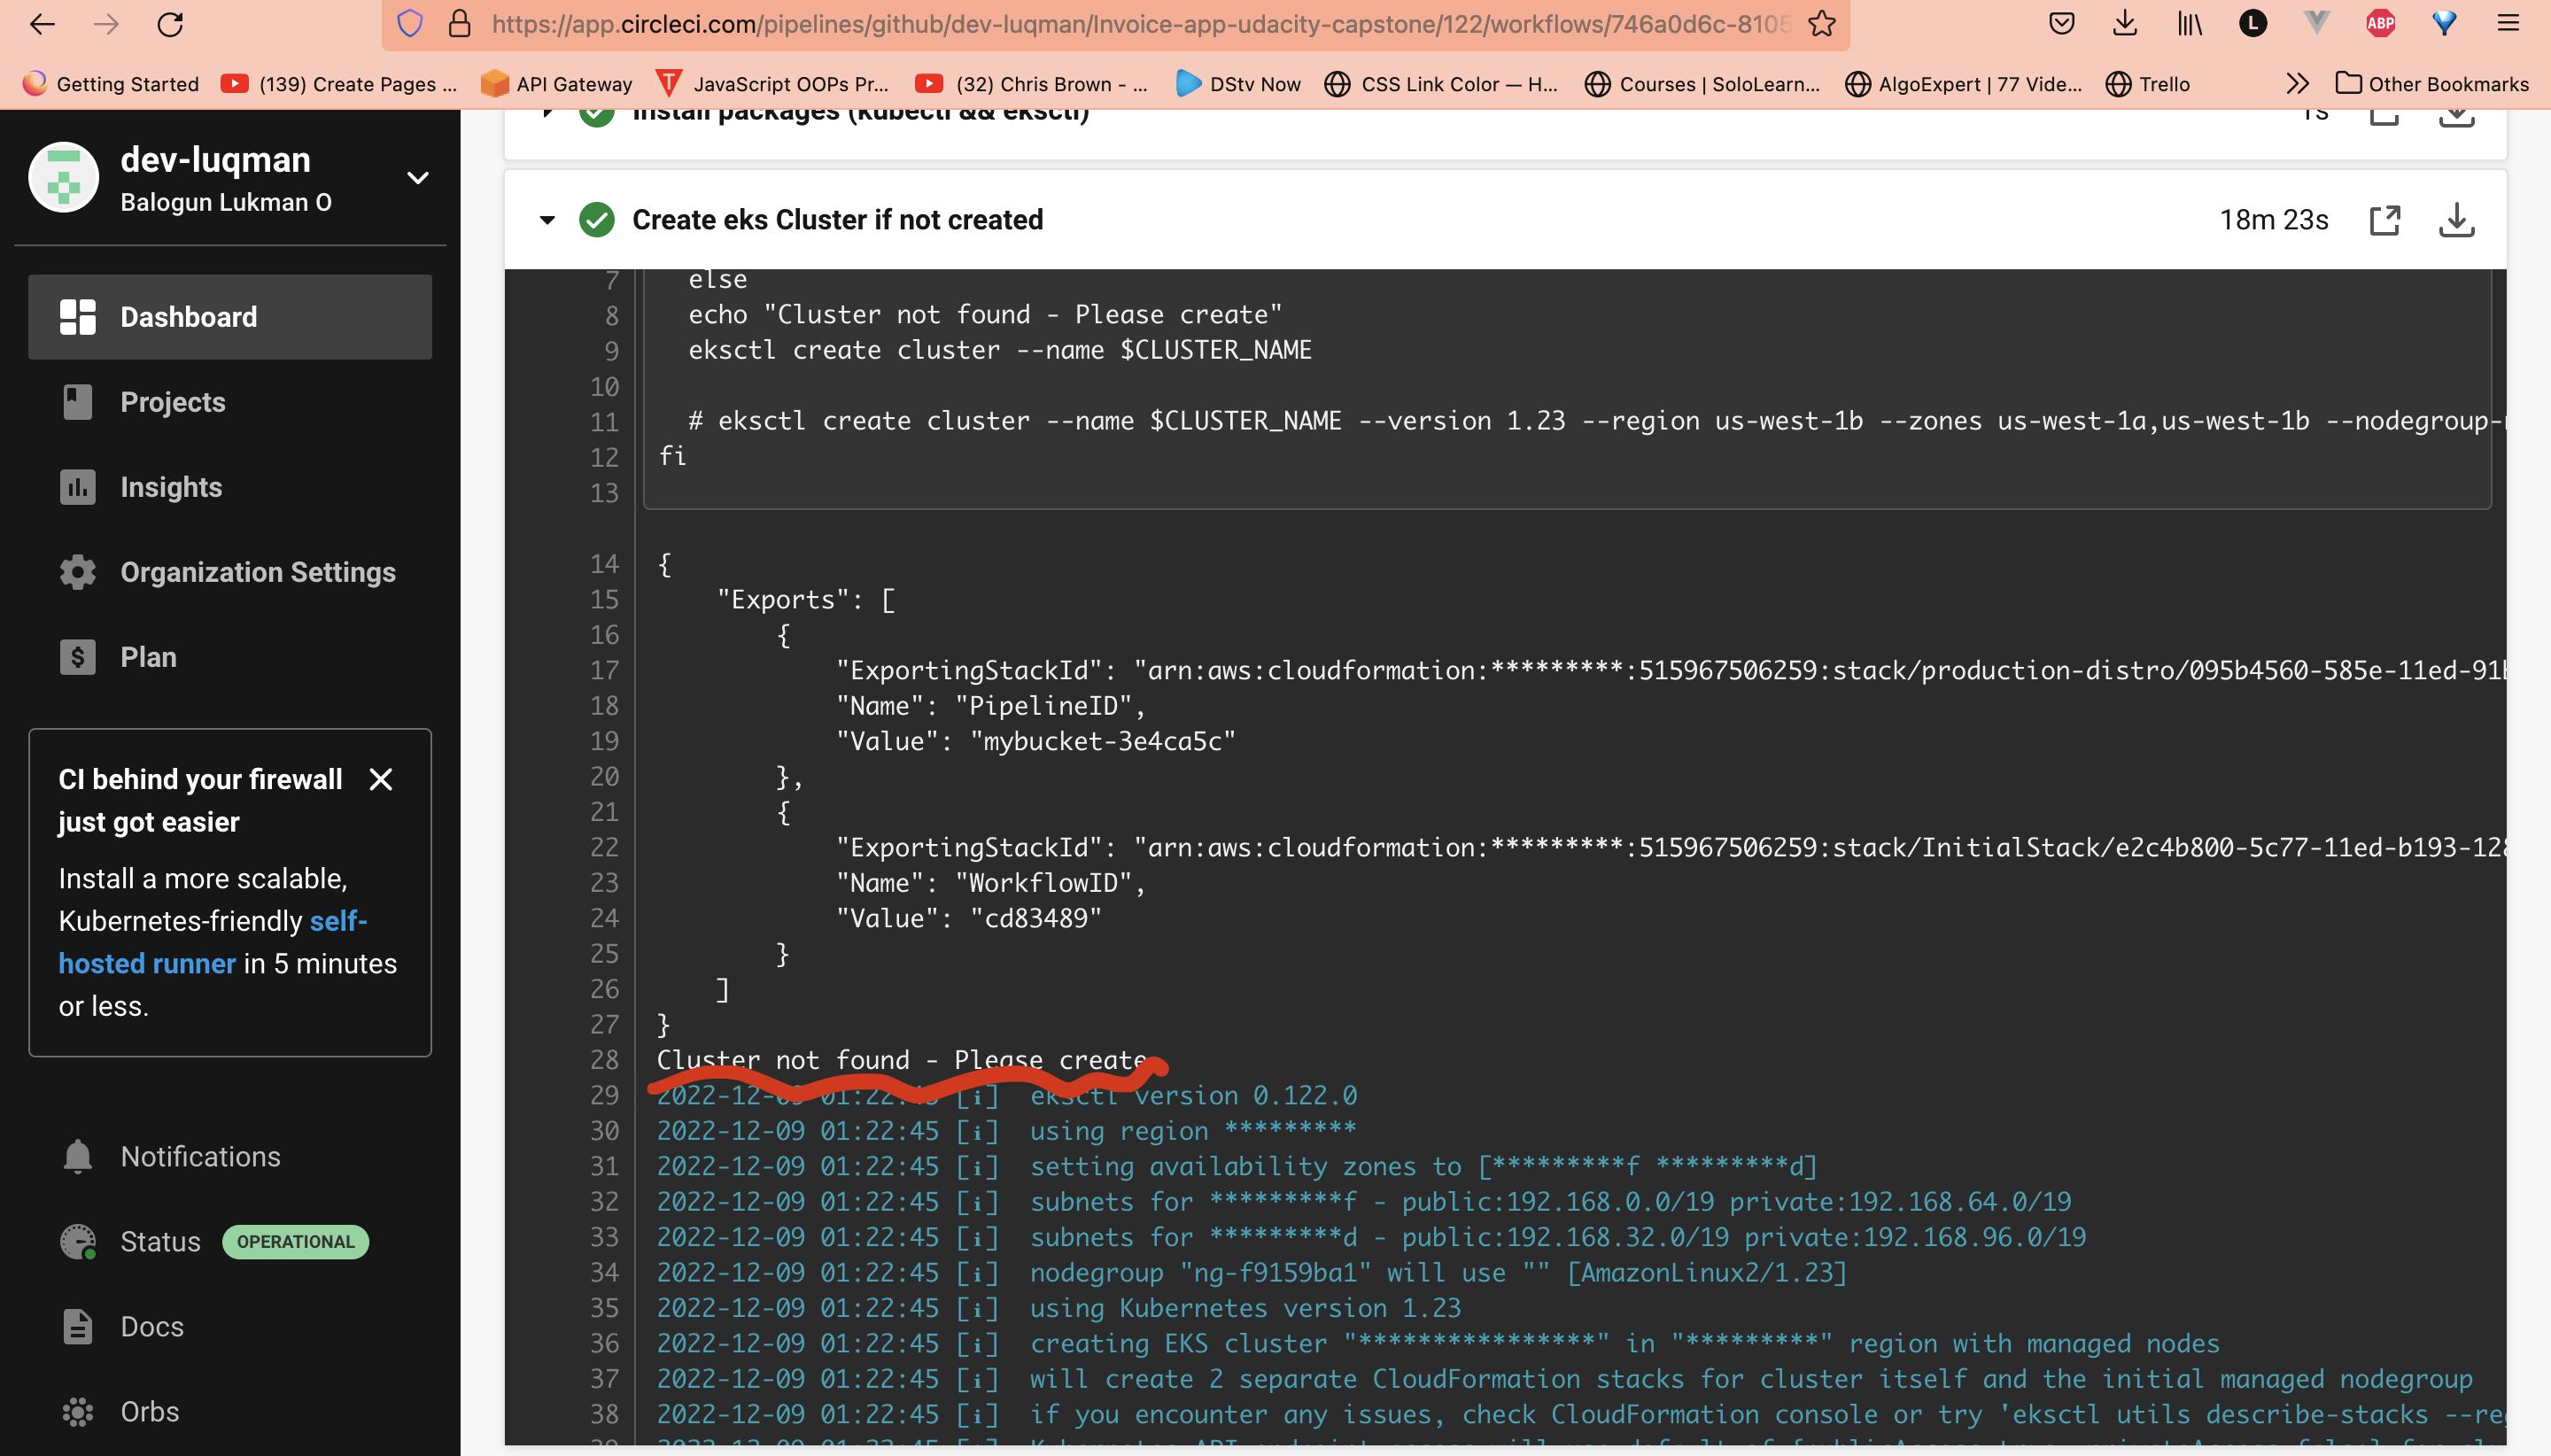 https://app.circleci.com/pipelines/github/dev-luqman/Invoice-app-udacity-capstone/122/workflows/746a0d6c-8105
L
ABP
Getting Started
(139) Create Pages ...
API Gateway
JavaScript OOPs Pr...
(32) Chris Brown - ...
DStv Now
CSS Link Color — H...
Courses | SoloLearn...
AlgoExpert | 77 Vide...
Trello
Other Bookmarks
dev-luqman
Balogun Lukman O
Dashboard
Projects
Insights
Organization Settings
Plan
CI behind your firewall
just got easier
Install a more scalable,
Kubernetes-friendly self-
hosted runner in 5 minutes
or less.
Notifications
Status OPERATIONAL
Docs
Orbs
Install packages (kubectl && eksctl) 1s
Create eks Cluster if not created 18m 23s
7 else
8 echo "Cluster not found - Please create"
9 eksctl create cluster --name $CLUSTER_NAME
10
11 # eksctl create cluster --name $CLUSTER_NAME --version 1.23 --region us-west-1b --zones us-west-1a,us-west-1b --nodegroup-
12 fi
13
14 {
15 "Exports": [
16 {
17 "ExportingStackId": "arn:aws:cloudformation:*********:515967506259:stack/production-distro/095b4560-585e-11ed-91
18 "Name": "PipelineID",
19 "Value": "mybucket-3e4ca5c"
20 },
21 {
22 "ExportingStackId": "arn:aws:cloudformation:*********:515967506259:stack/InitialStack/e2c4b800-5c77-11ed-b193-12
23 "Name": "WorkflowID",
24 "Value": "cd83489"
25 }
26 ]
27 }
28 Cluster not found - Please create
29 2022-12-09 01:22:45 [i] eksctl version 0.122.0
30 2022-12-09 01:22:45 [i] using region *********
31 2022-12-09 01:22:45 [i] setting availability zones to [*********f *********d]
32 2022-12-09 01:22:45 [i] subnets for *********f - public:192.168.0.0/19 private:192.168.64.0/19
33 2022-12-09 01:22:45 [i] subnets for *********d - public:192.168.32.0/19 private:192.168.96.0/19
34 2022-12-09 01:22:45 [i] nodegroup "ng-f9159ba1" will use "" [AmazonLinux2/1.23]
35 2022-12-09 01:22:45 [i] using Kubernetes version 1.23
36 2022-12-09 01:22:45 [i] creating EKS cluster "****************" in "*********" region with managed nodes
37 2022-12-09 01:22:45 [i] will create 2 separate CloudFormation stacks for cluster itself and the initial managed nodegroup
38 2022-12-09 01:22:45 [i] if you encounter any issues, check CloudFormation console or try 'eksctl utils describe-stacks --re